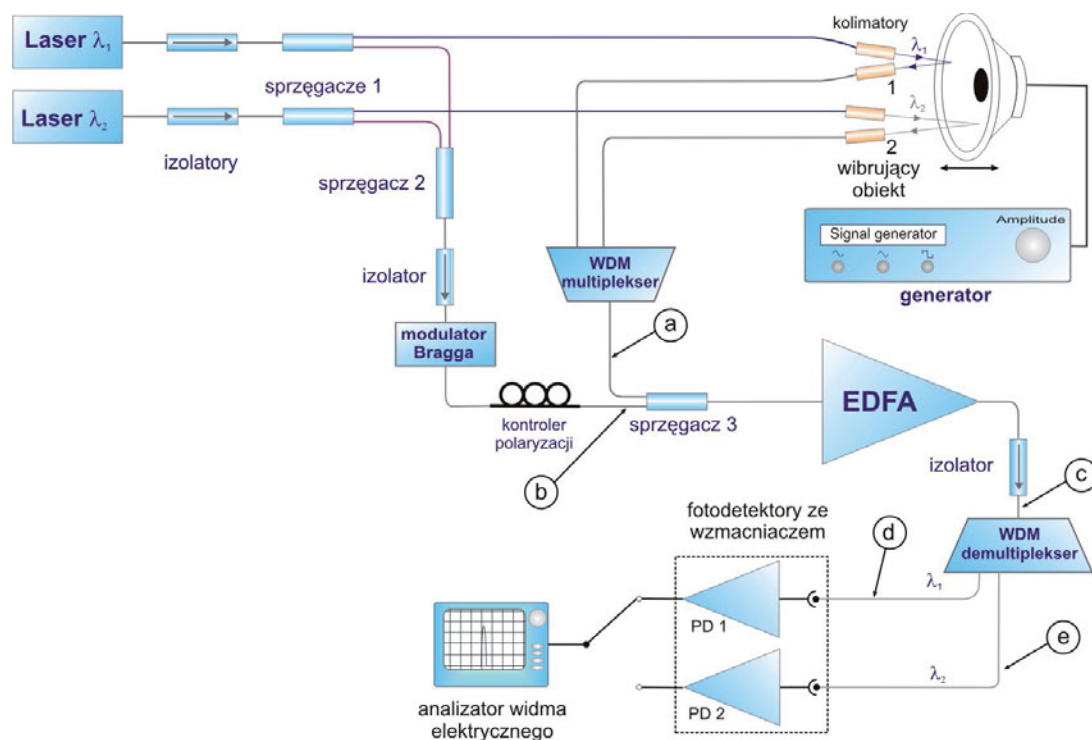 Laser λ₁
Laser λ₂
sprzęgacze 1
izolatory
sprzęgacz 2
izolator
modulator
Bragga
kontroler
polaryzacji
kolimatory
λ₁
1
λ₂
2
wibrujący
obiekt
Amplitude
Signal generator
generator
WDM
multiplekser
a
b
sprzęgacz 3
EDFA
izolator
c
WDM
demultiplekser
fotodetektory ze
wzmacniaczem
d
λ₁
PD 1
e
λ₂
PD 2
analizator widma
elektrycznego